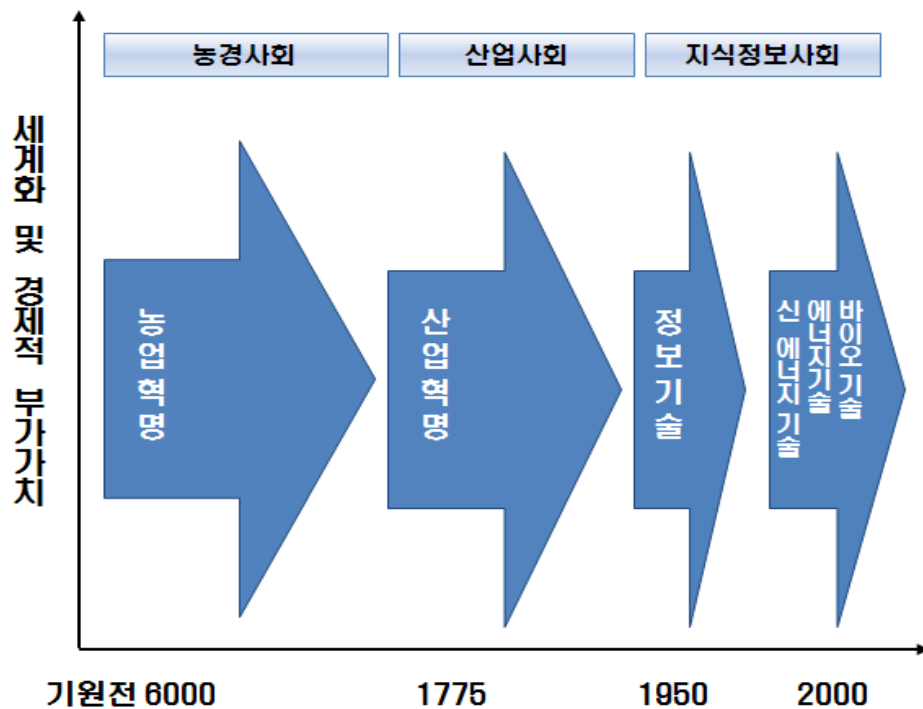 농경사회
산업사회
지식정보사회
세계화 및 경제적 부가가치
농업혁명
산업혁명
정보기술
바이오 기술
에너지기술
신 에너지 기술
기원전 6000
1775
1950
2000